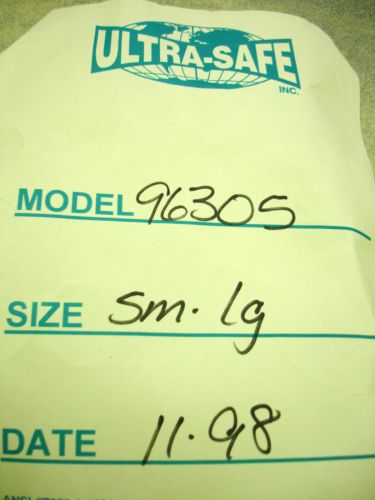 ULTRA-SAFE
INC.
MODEL 96305
SIZE sm. lg
DATE 11.98